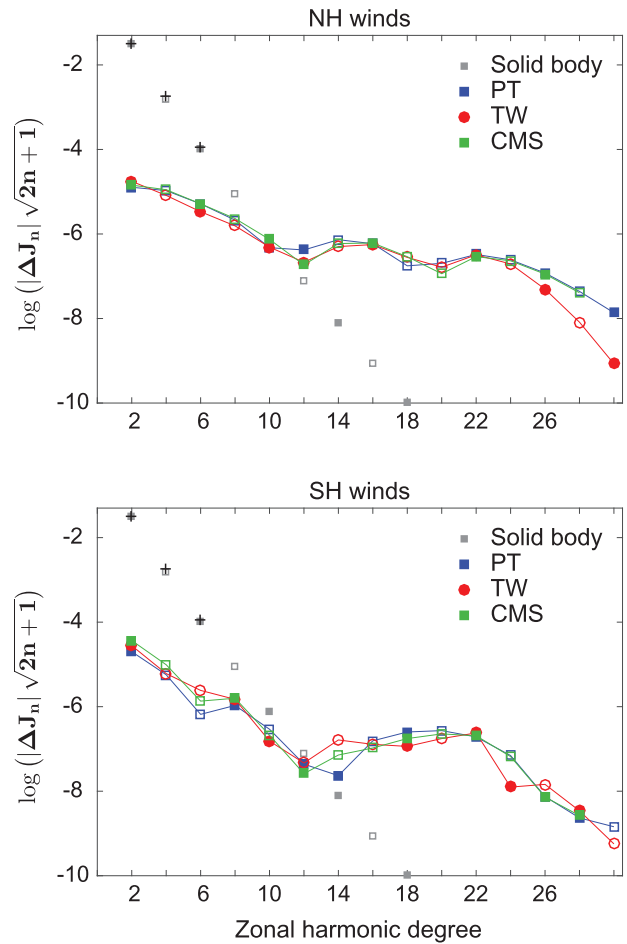 NH winds
log (|ΔJₙ| √2n + 1)
-2
-4
-6
-8
-10
Solid body
PT
TW
CMS
2 6 10 14 18 22 26
SH winds
log (|ΔJₙ| √2n + 1)
-2
-4
-6
-8
-10
Solid body
PT
TW
CMS
2 6 10 14 18 22 26
Zonal harmonic degree